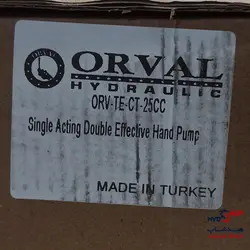 ORVAL
HYDRAULIC
ORV-TE-CT-25CC
Single Acting Double Effective Hand Pump
MADE IN TURKEY